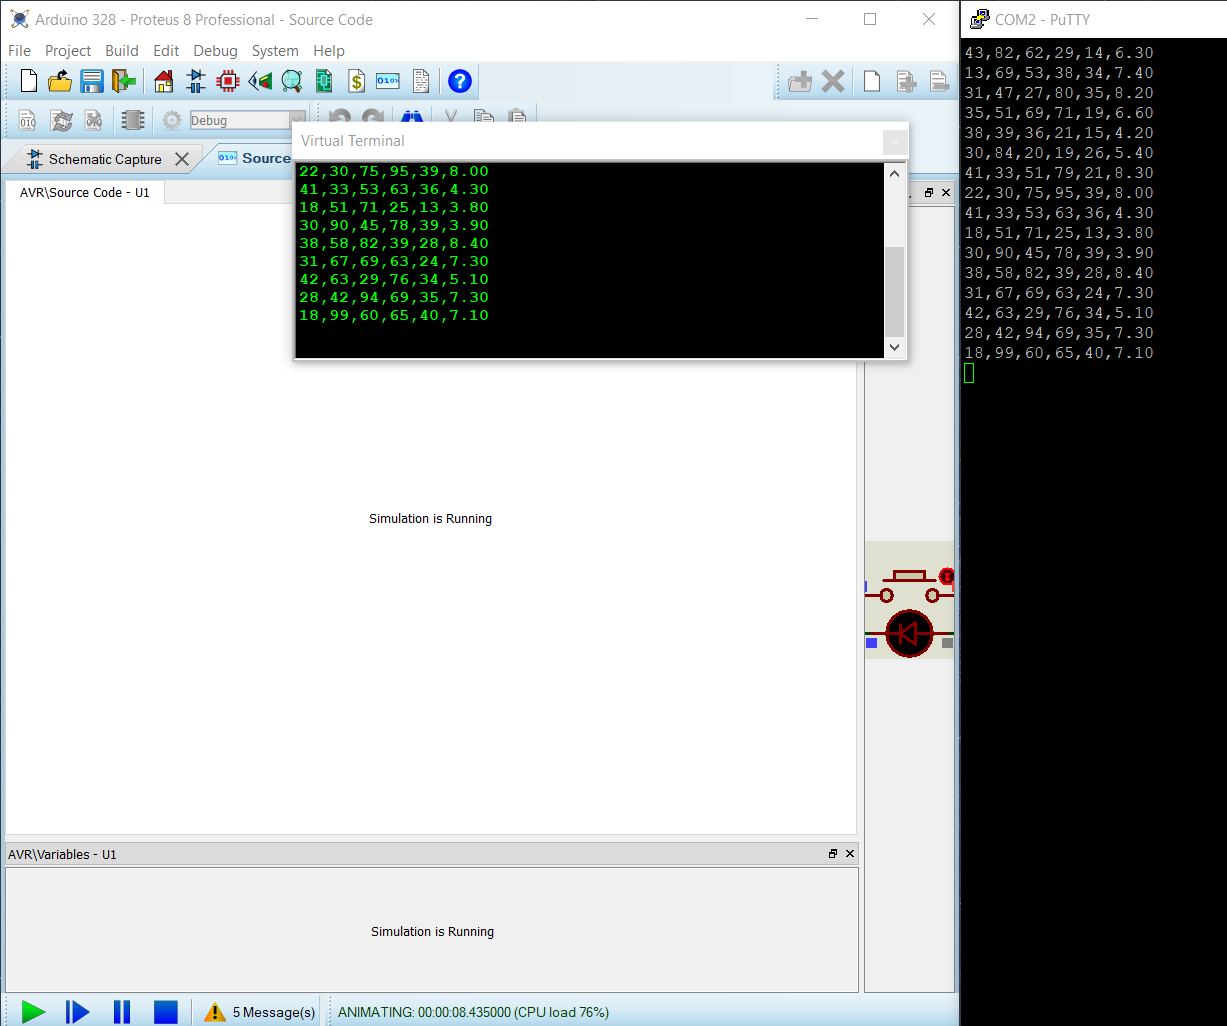 Arduino 328 - Proteus 8 Professional - Source Code
File Project Build Edit Debug System Help
Debug
Schematic Capture
Source
AVR\Source Code - U1
Virtual Terminal
22,30,75,95,39,8.00
41,33,53,63,36,4.30
18,51,71,25,13,3.80
30,90,45,78,39,3.90
38,58,82,39,28,8.40
31,67,69,63,24,7.30
42,63,29,76,34,5.10
28,42,94,69,35,7.30
18,99,60,65,40,7.10
Simulation is Running
AVR\Variables - U1
Simulation is Running
5 Message(s)
ANIMATING: 00:00:08.435000 (CPU load 76%)
COM2 - PuTTY
43,82,62,29,14,6.30
13,69,53,38,34,7.40
31,47,27,80,35,8.20
35,51,69,71,19,6.60
38,39,36,21,15,4.20
30,84,20,19,26,5.40
41,33,51,79,21,8.30
22,30,75,95,39,8.00
41,33,53,63,36,4.30
18,51,71,25,13,3.80
30,90,45,78,39,3.90
38,58,82,39,28,8.40
31,67,69,63,24,7.30
42,63,29,76,34,5.10
28,42,94,69,35,7.30
18,99,60,65,40,7.10